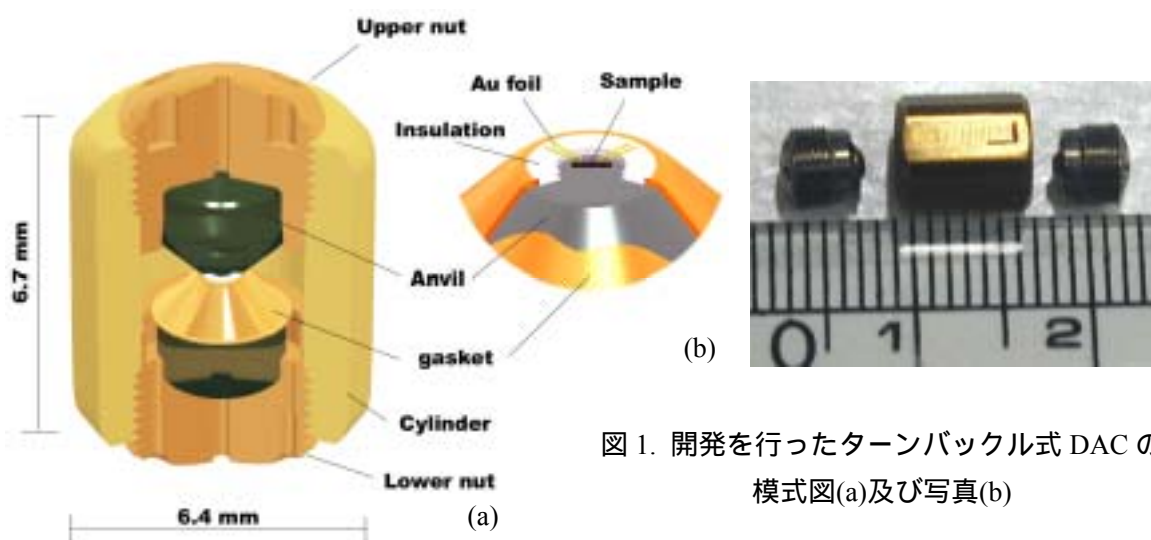 Upper nut
Au foil
Sample
Insulation
6.7 mm
Anvil
gasket
Cylinder
Lower nut
6.4 mm
(a)
(b)
0 1 2
図 1. 開発を行ったターンバックル式 DAC の
模式図(a)及び写真(b)